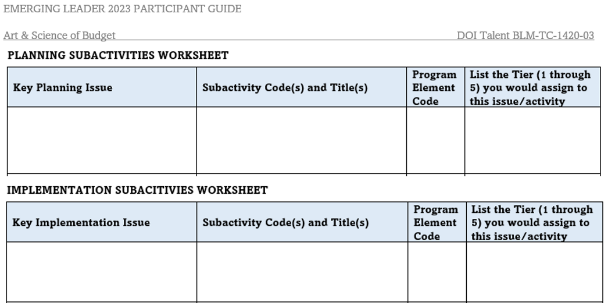 EMERGING LEADER 2023 PARTICIPANT GUIDE
Art & Science of Budget DOI Talent BLM-TC-1420-03
PLANNING SUBACTIVITIES WORKSHEET
Key Planning Issue Subactivity Code(s) and Title(s) Program Element Code List the Tier (1 through 5) you would assign to this issue/activity
IMPLEMENTATION SUBACITIVIES WORKSHEET
Key Implementation Issue Subactivity Code(s) and Title(s) Program Element Code List the Tier (1 through 5) you would assign to this issue/activity